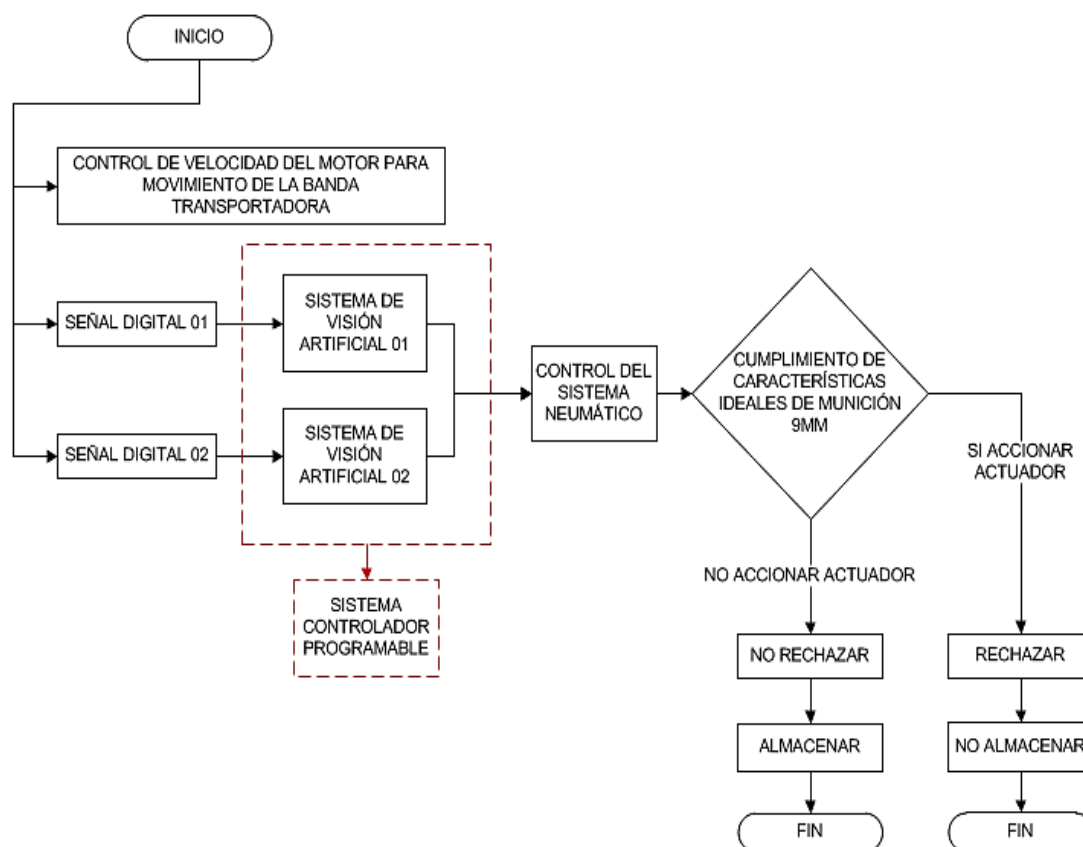 INICIO
CONTROL DE VELOCIDAD DEL MOTOR PARA
MOVIMIENTO DE LA BANDA
TRANSPORTADORA
SEÑAL DIGITAL 01
SISTEMA DE
VISIÓN
ARTIFICIAL 01
SEÑAL DIGITAL 02
SISTEMA DE
VISIÓN
ARTIFICIAL 02
SISTEMA
CONTROLADOR
PROGRAMABLE
CONTROL DEL
SISTEMA
NEUMÁTICO
CUMPLIMIENTO DE
CARACTERÍSTICAS
IDEALES DE MUNICIÓN
9MM
NO ACCIONAR ACTUADOR
NO RECHAZAR
ALMACENAR
FIN
SI ACCIONAR
ACTUADOR
RECHAZAR
NO ALMACENAR
FIN